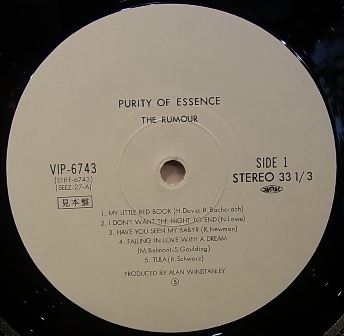 PURITY OF ESSENCE
THE RUMOUR
VIP-6743
(STIFF-6743)
(SEEZ-27-A)
見本盤
SIDE 1
STEREO 33 1/3
1. MY LITTLE RED BOOK (H.David-B.Bacharach)
2. I DON'T WANT THE NIGHT TO END (N.Lowe)
3. HAVE YOU SEEN MY BABY? (R.Newman)
4. FALLING IN LOVE WITH A DREAM
(M.Belmont-S.Goulding)
5. TULA (B.Schwarz)
PRODUCED BY ALAN WINSTANLEY